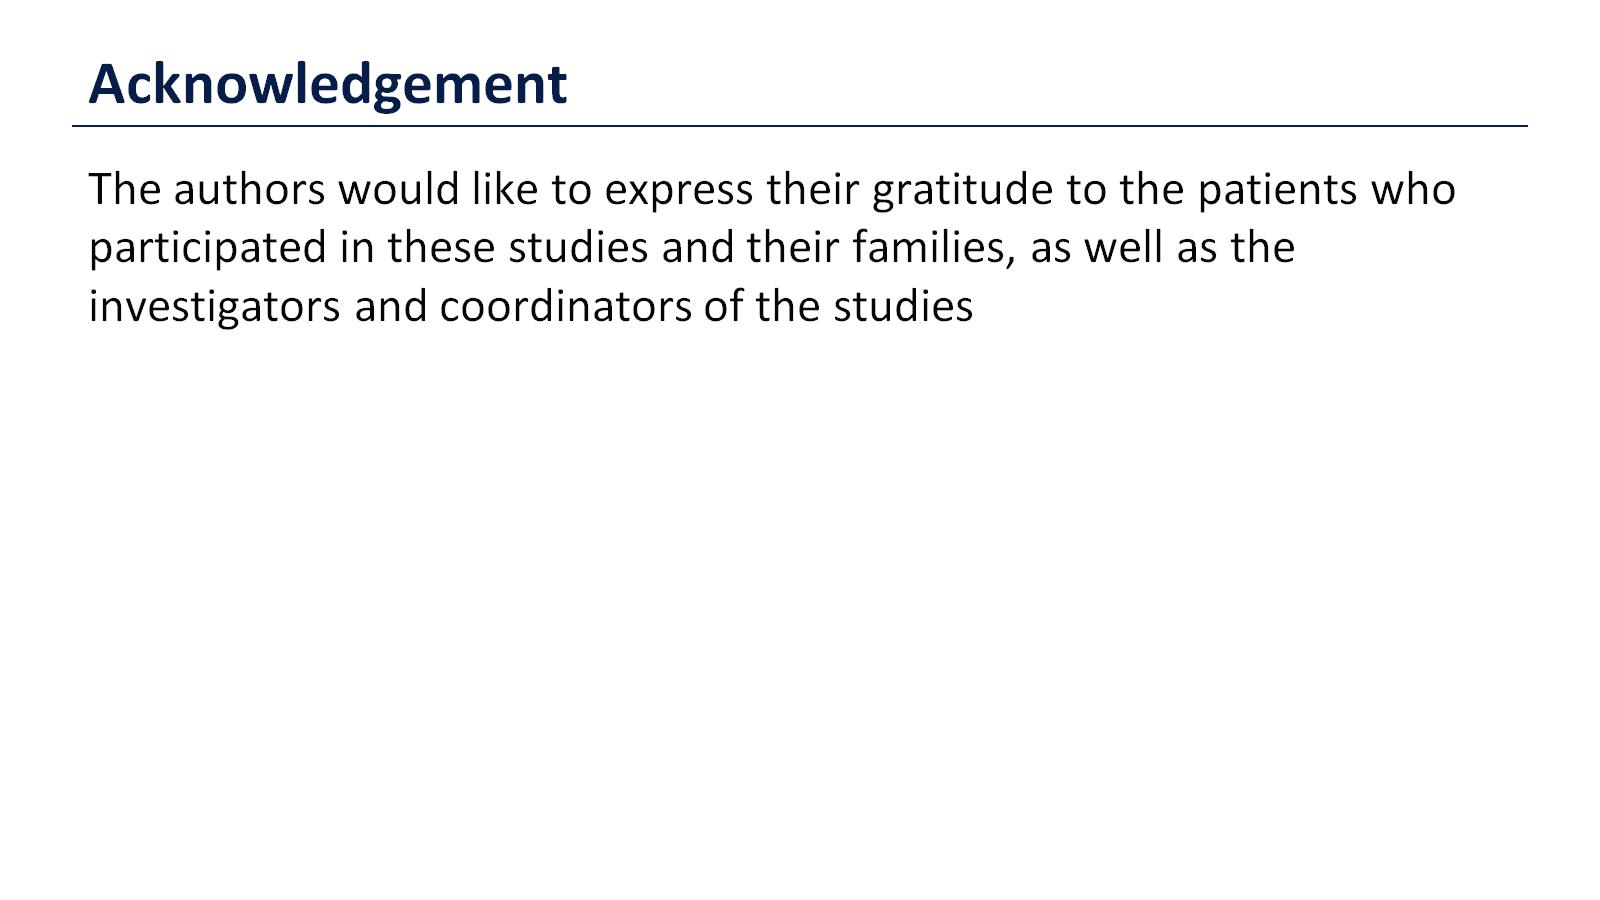 Acknowledgement
The authors would like to express their gratitude to the patients who
participated in these studies and their families, as well as the
investigators and coordinators of the studies